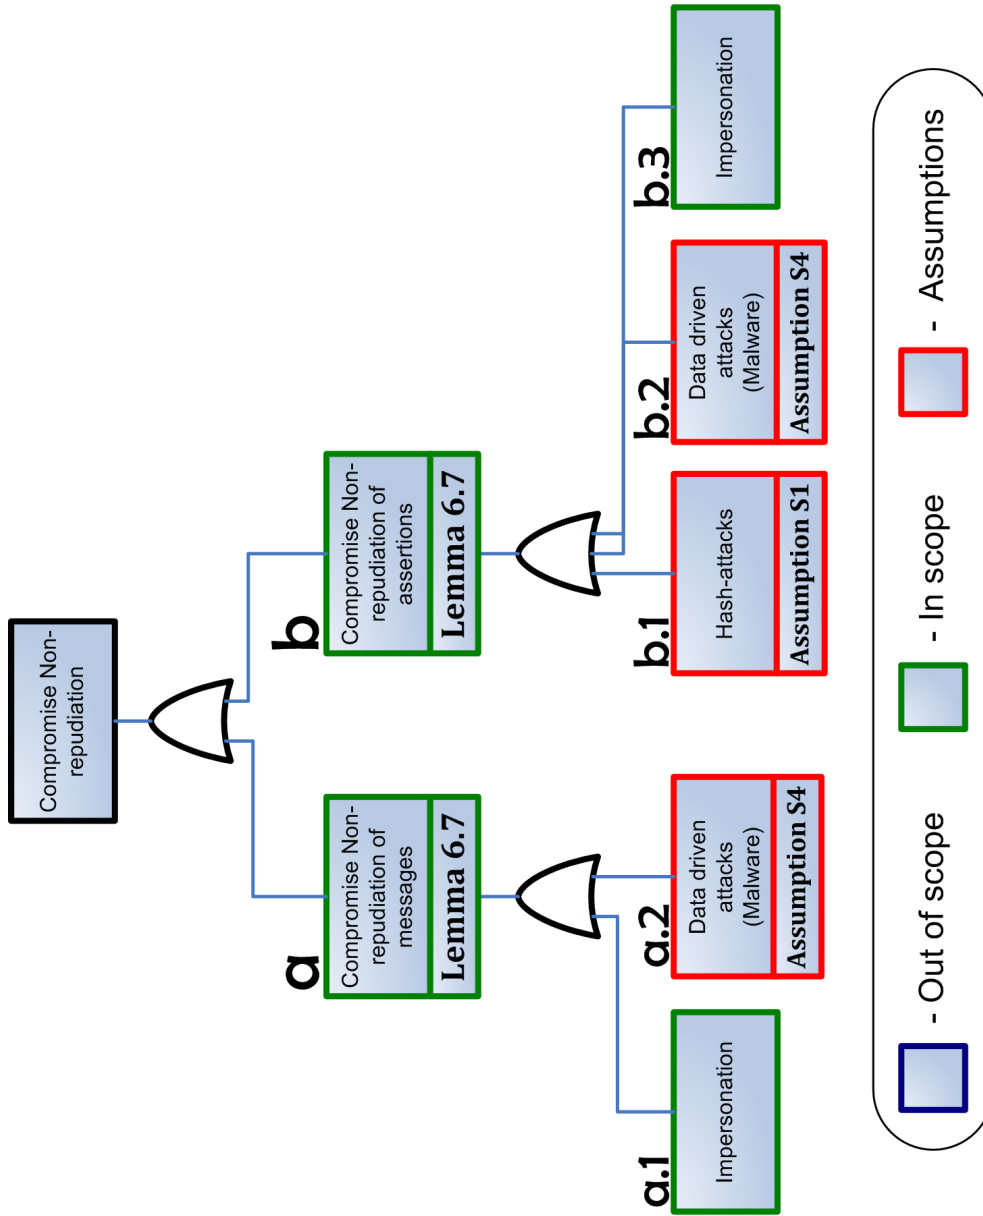 Compromise Non-
repudiation
a
Compromise Non-
repudiation of
messages
Lemma 6.7
b
Compromise Non-
repudiation of
assertions
Lemma 6.7
a.1
Impersonation
a.2
Data driven
attacks
(Malware)
Assumption S4
b.1
Hash-attacks
Assumption S1
b.2
Data driven
attacks
(Malware)
Assumption S4
b.3
Impersonation
- Out of scope
- In scope
- Assumptions